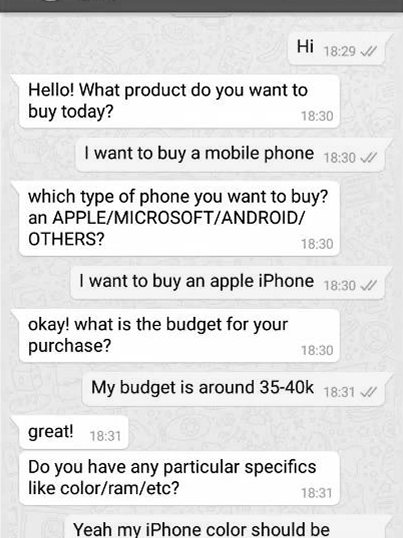 Hi 18:29
Hello! What product do you want to
buy today?
18:30
I want to buy a mobile phone 18:30
which type of phone you want to buy?
an APPLE/MICROSOFT/ANDROID/
OTHERS?
18:30
I want to buy an apple iPhone 18:30
okay! what is the budget for your
purchase?
18:30
My budget is around 35-40k 18:31
great! 18:31
Do you have any particular specifics
like color/ram/etc?
18:31
Yeah my iPhone color should be